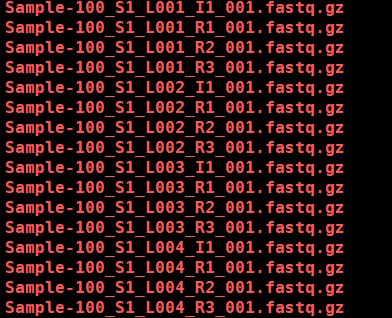 Sample-100_S1_L001_I1_001.fastq.gz
Sample-100_S1_L001_R1_001.fastq.gz
Sample-100_S1_L001_R2_001.fastq.gz
Sample-100_S1_L001_R3_001.fastq.gz
Sample-100_S1_L002_I1_001.fastq.gz
Sample-100_S1_L002_R1_001.fastq.gz
Sample-100_S1_L002_R2_001.fastq.gz
Sample-100_S1_L002_R3_001.fastq.gz
Sample-100_S1_L003_I1_001.fastq.gz
Sample-100_S1_L003_R1_001.fastq.gz
Sample-100_S1_L003_R2_001.fastq.gz
Sample-100_S1_L003_R3_001.fastq.gz
Sample-100_S1_L004_I1_001.fastq.gz
Sample-100_S1_L004_R1_001.fastq.gz
Sample-100_S1_L004_R2_001.fastq.gz
Sample-100_S1_L004_R3_001.fastq.gz